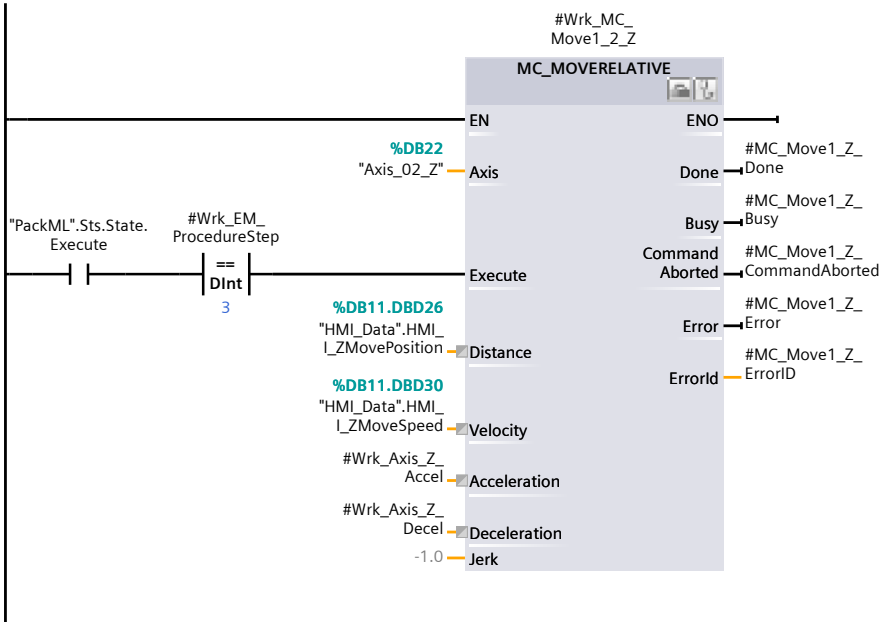 #Wrk_MC_
Move1_2_Z
MC_MOVERELATIVE
EN
ENO
%DB22
"Axis_02_Z"
Axis
Done
#MC_Move1_Z_
Done
Busy
#MC_Move1_Z_
Busy
"PackML".Sts.State.
Execute
#Wrk_EM_
ProcedureStep
==
DInt
3
Execute
Command
Aborted
#MC_Move1_Z_
CommandAborted
%DB11.DBD26
"HMI_Data".HMI_
I_ZMovePosition
Distance
Error
#MC_Move1_Z_
Error
ErrorId
#MC_Move1_Z_
ErrorID
%DB11.DBD30
"HMI_Data".HMI_
I_ZMoveSpeed
Velocity
#Wrk_Axis_Z_
Accel
Acceleration
#Wrk_Axis_Z_
Decel
Deceleration
-1.0
Jerk